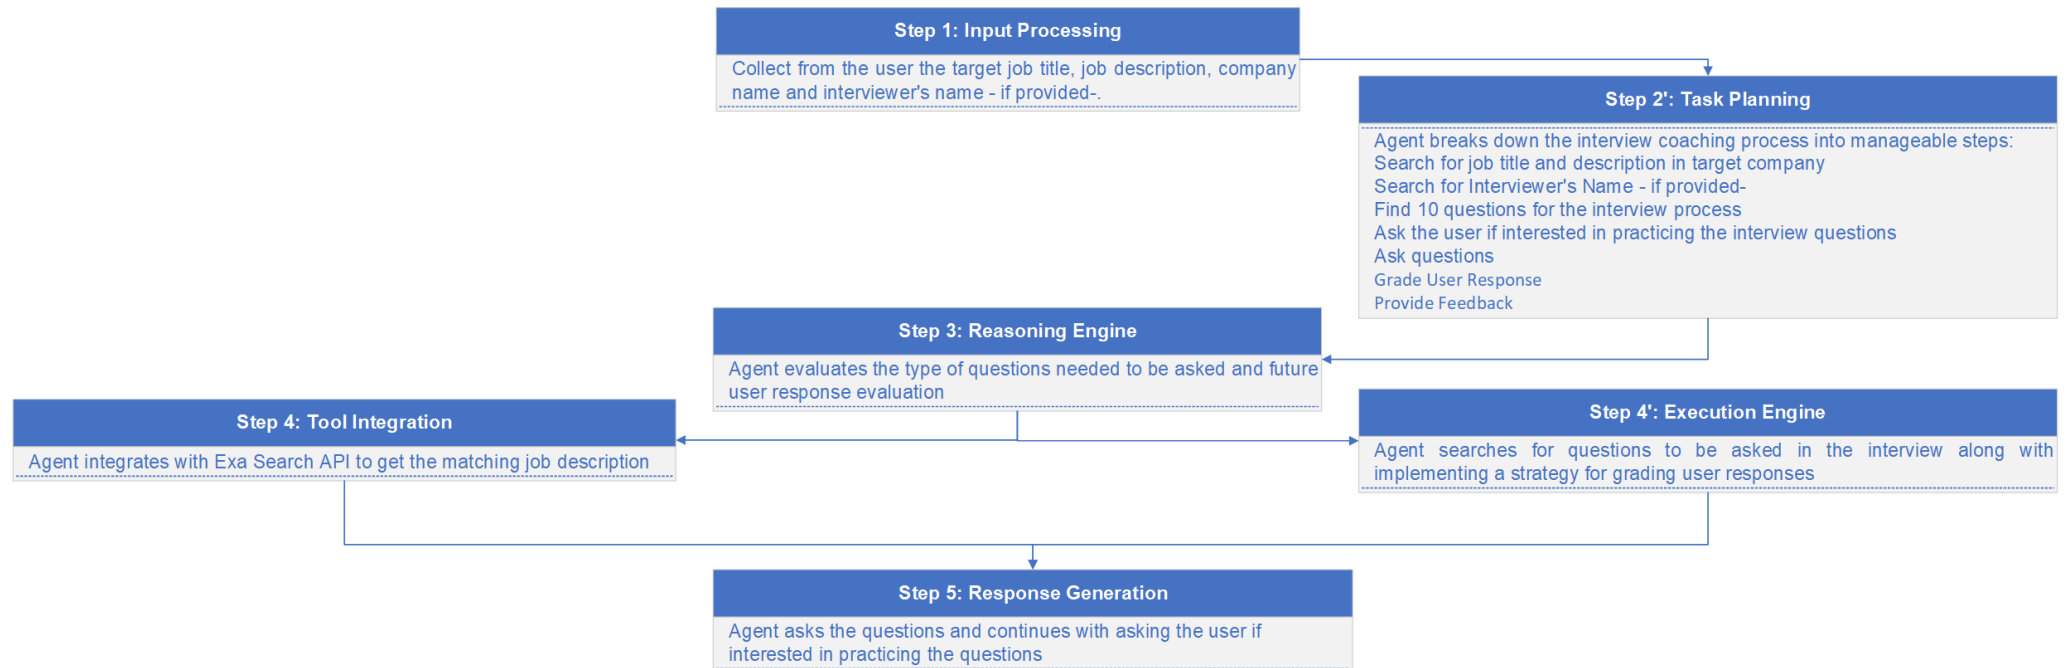 Step 1: Input Processing
Collect from the user the target job title, job description, company
name and interviewer's name - if provided-.
Step 2': Task Planning
Agent breaks down the interview coaching process into manageable steps:
Search for job title and description in target company
Search for Interviewer's Name - if provided-
Find 10 questions for the interview process
Ask the user if interested in practicing the interview questions
Ask questions
Grade User Response
Provide Feedback
Step 3: Reasoning Engine
Agent evaluates the type of questions needed to be asked and future
user response evaluation
Step 4: Tool Integration
Agent integrates with Exa Search API to get the matching job description
Step 4': Execution Engine
Agent searches for questions to be asked in the interview along with
implementing a strategy for grading user responses
Step 5: Response Generation
Agent asks the questions and continues with asking the user if
interested in practicing the questions